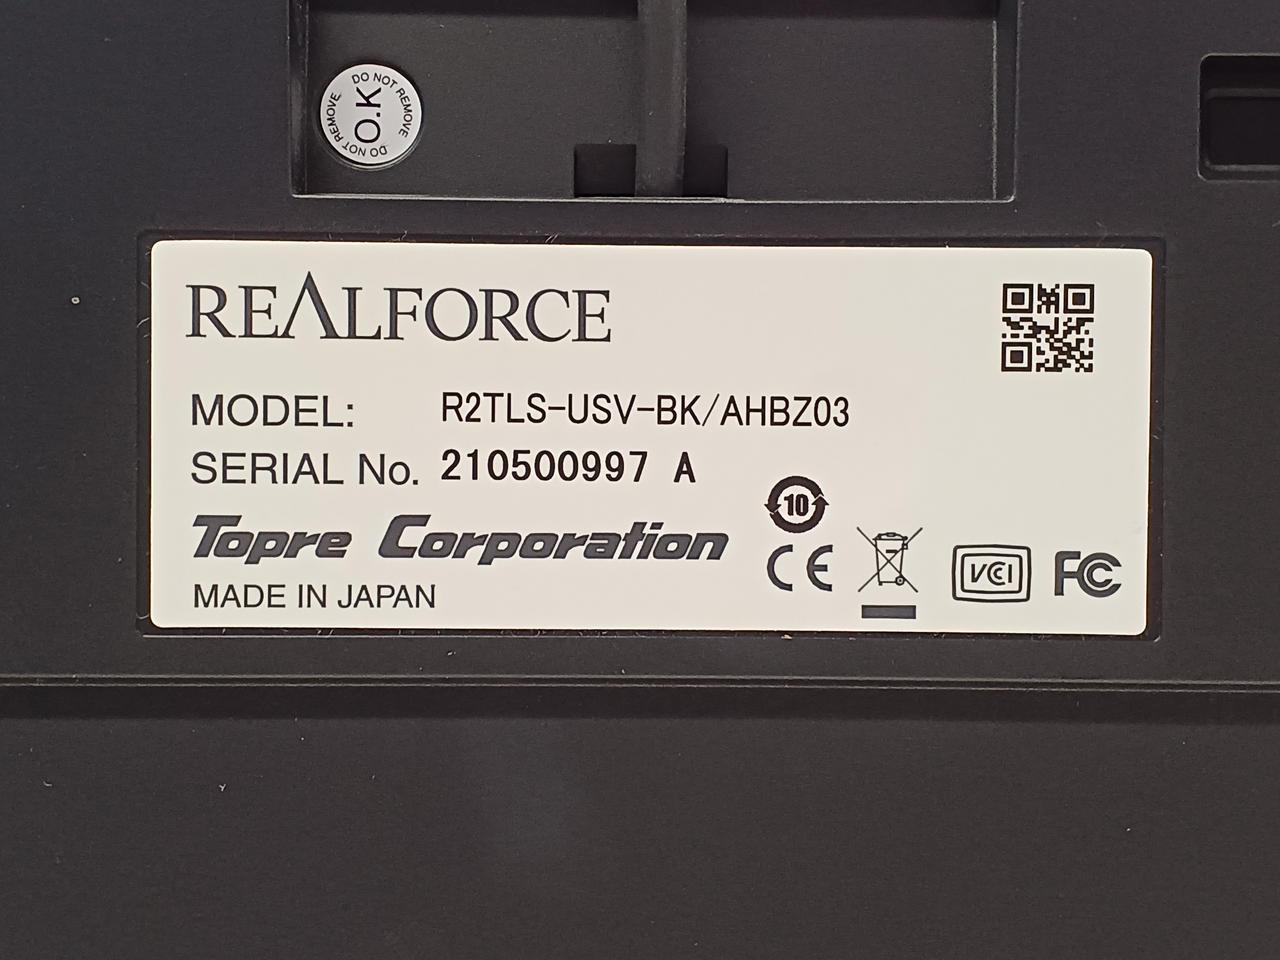 DO NOT REMOVE
O.K
DO NOT REMOVE
REALFORCE
MODEL: R2TLS-USV-BK/AHBZ03
SERIAL No. 210500997 A
10
Topre Corporation
CE VCCI FC
MADE IN JAPAN